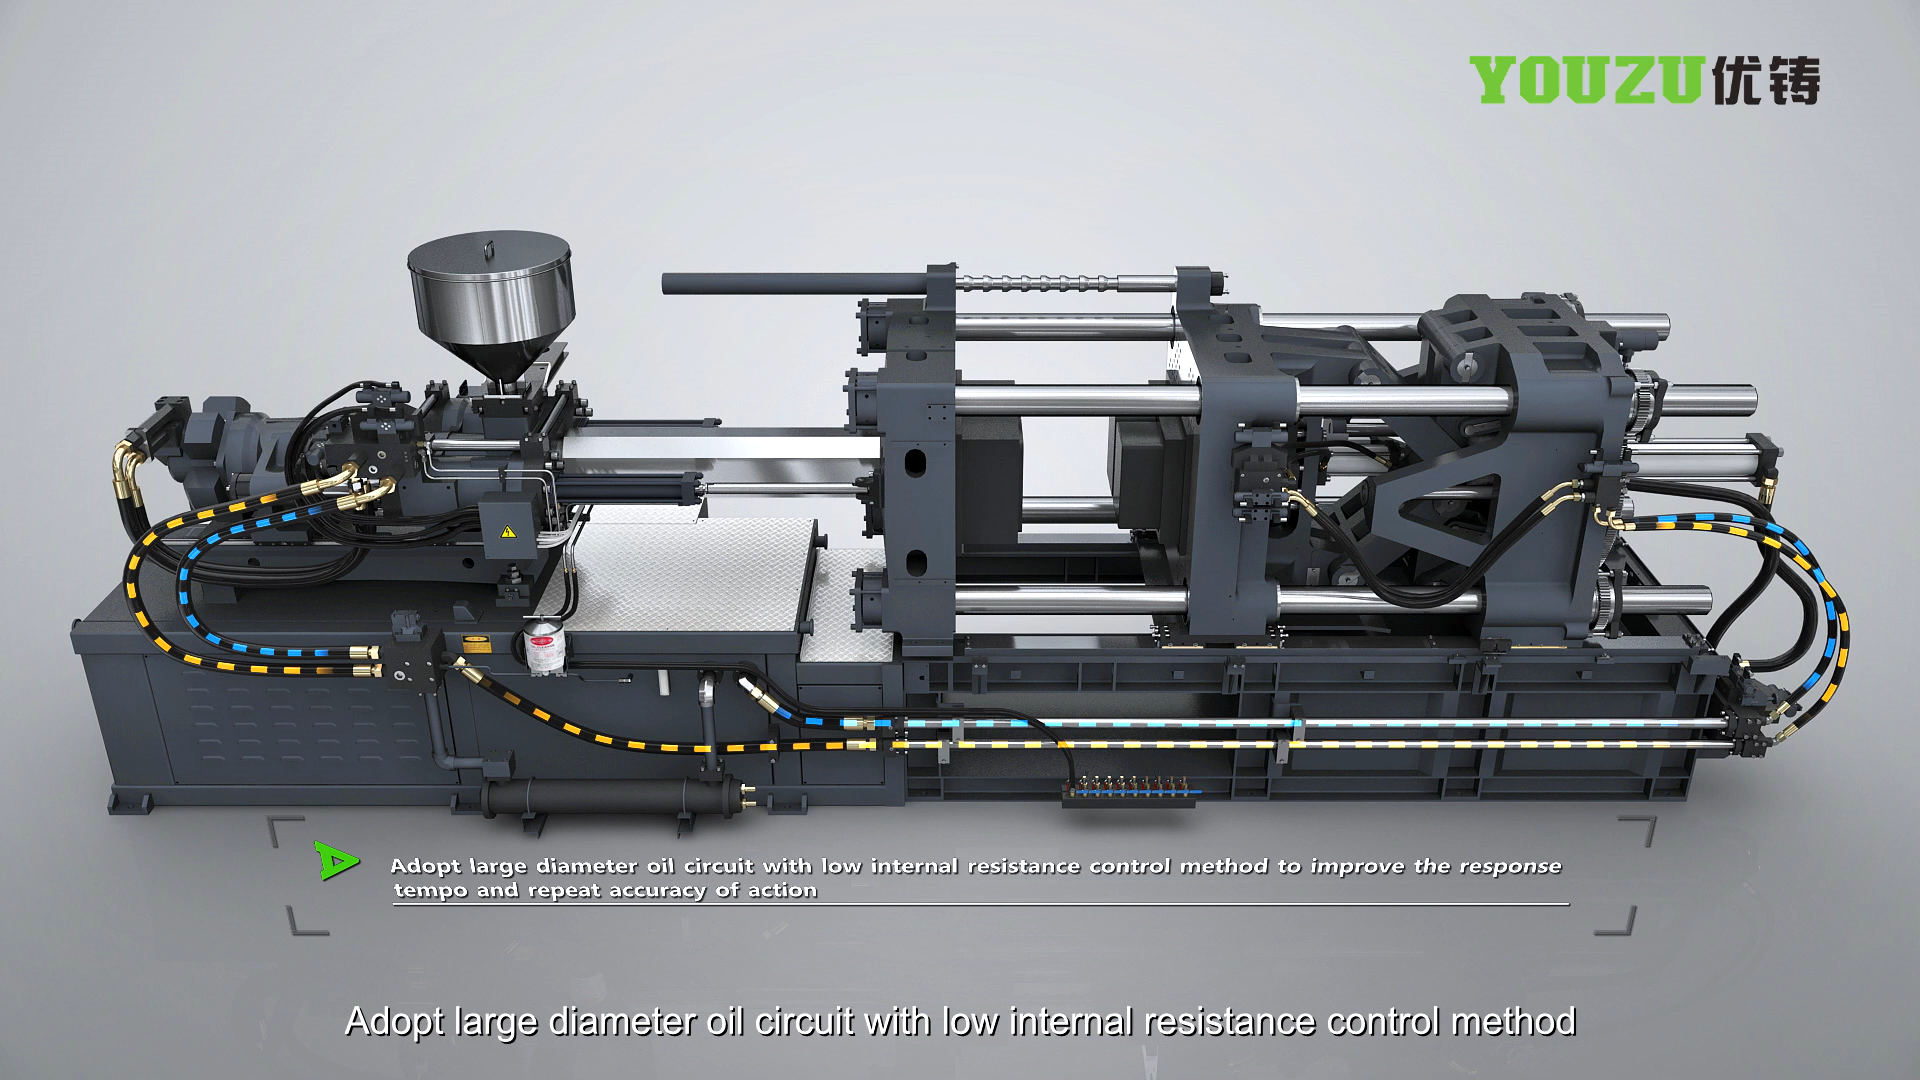 YOUZU优铸
Adopt large diameter oil circuit with low internal resistance control method to improve the response
tempo and repeat accuracy of action
Adopt large diameter oil circuit with low internal resistance control method